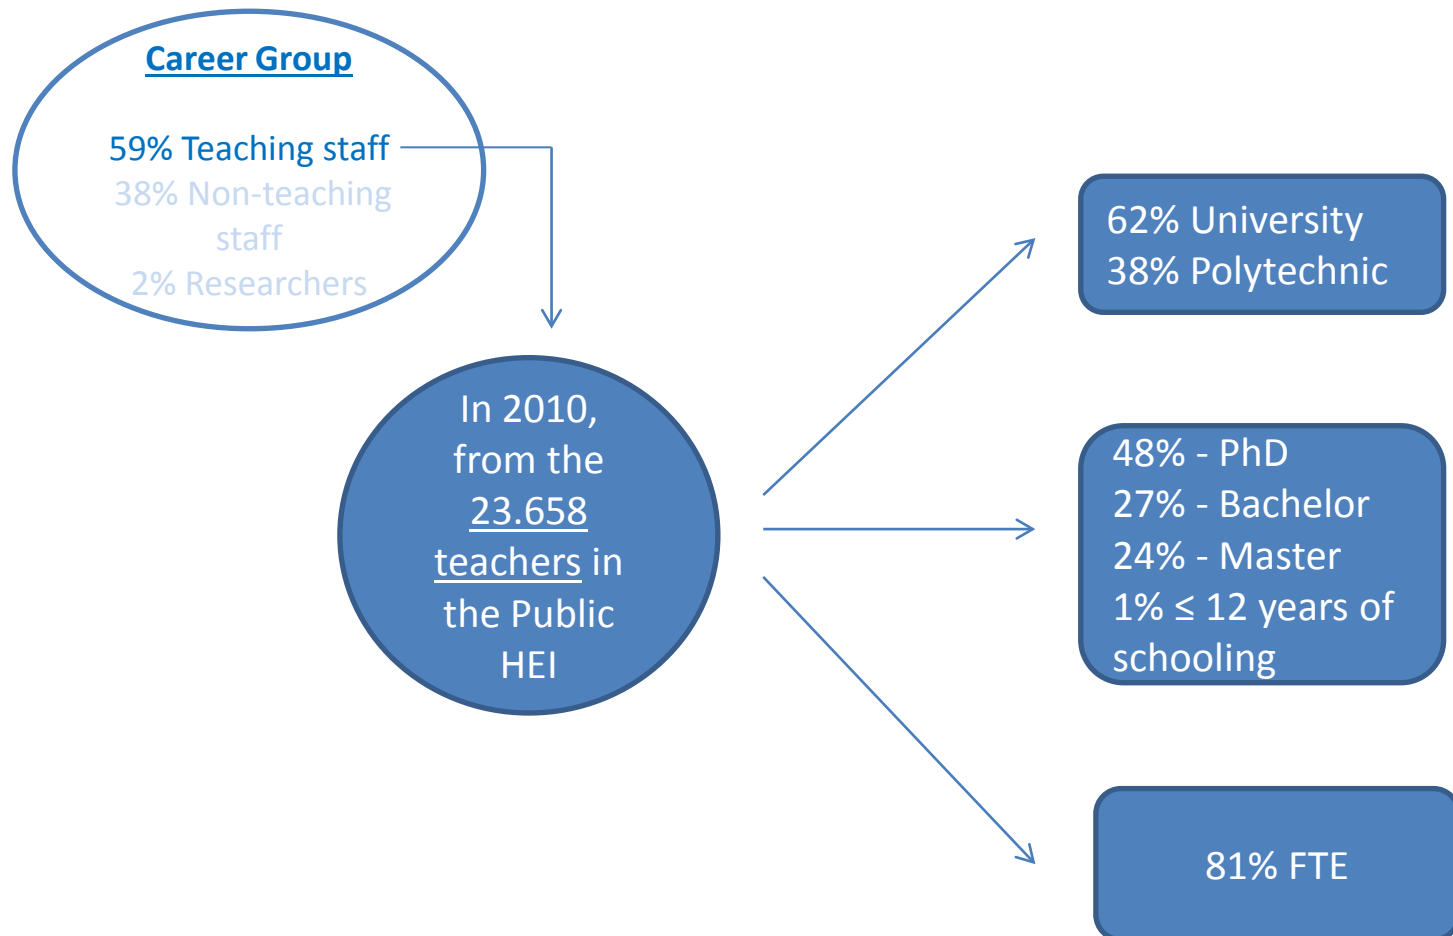 Career Group
59% Teaching staff
38% Non-teaching
staff
2% Researchers
In 2010,
from the
23.658
teachers in
the Public
HEI
62% University
38% Polytechnic
48% - PhD
27% - Bachelor
24% - Master
1% ≤ 12 years of
schooling
81% FTE